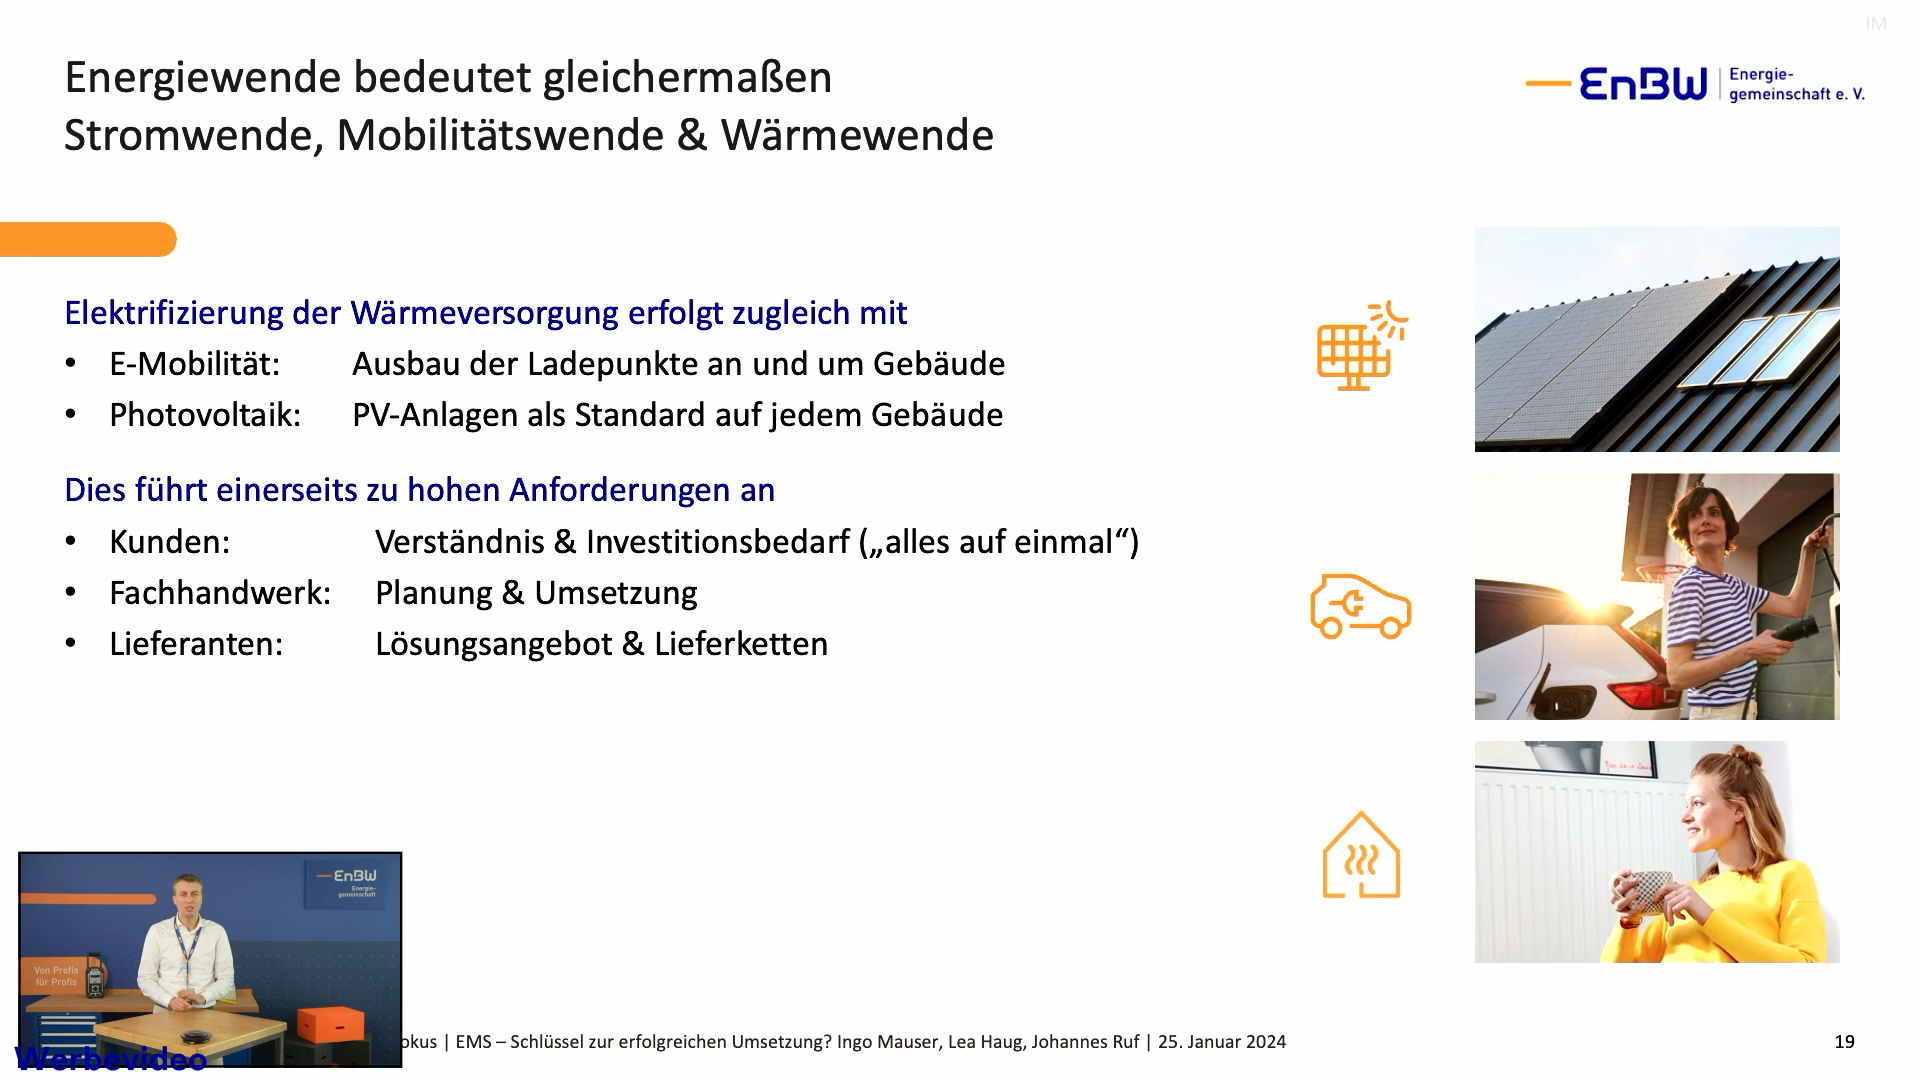 IM
Energiewende bedeutet gleichermaßen
Stromwende, Mobilitätswende & Wärmewende
EnBW
Energie-
gemeinschaft e. V.
Elektrifizierung der Wärmeversorgung erfolgt zugleich mit
• E-Mobilität: Ausbau der Ladepunkte an und um Gebäude
• Photovoltaik: PV-Anlagen als Standard auf jedem Gebäude
Dies führt einerseits zu hohen Anforderungen an
• Kunden: Verständnis & Investitionsbedarf („alles auf einmal“)
• Fachhandwerk: Planung & Umsetzung
• Lieferanten: Lösungsangebot & Lieferketten
EnBW
Energie-
gemeinschaft
Von Profis
für Profis
okus | EMS – Schlüssel zur erfolgreichen Umsetzung? Ingo Mauser, Lea Haug, Johannes Ruf | 25. Januar 2024
19
Werbevideo